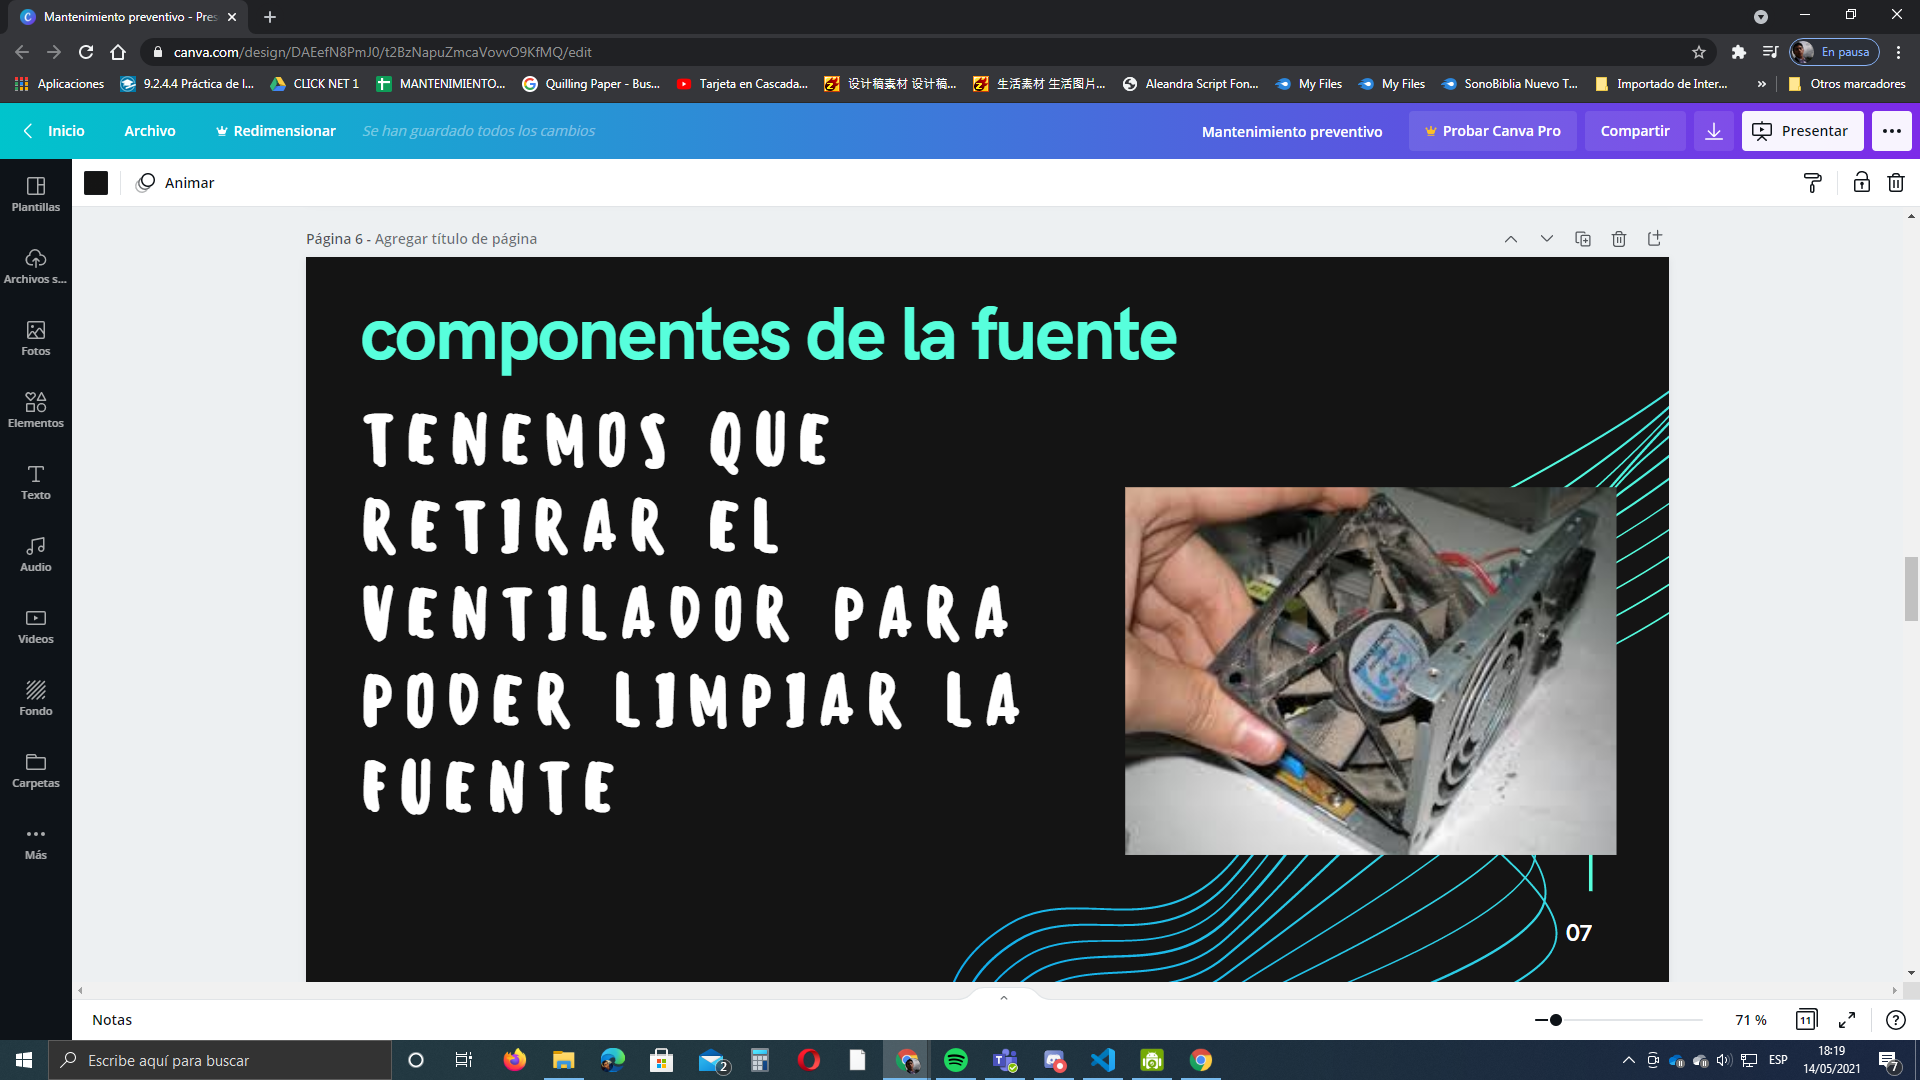 Mantenimiento preventivo - Pres
canva.com/design/DAEefN8PmJ0/t2BzNapuZmcaVovvO9KfMQ/edit
En pausa
Aplicaciones
9.2.4.4 Práctica de l...
CLICK NET 1
MANTENIMIENTO...
Quilling Paper - Bus...
Tarjeta en Cascada...
设计稿素材 设计稿...
生活素材 生活图片...
Aleandra Script Fon...
My Files
My Files
SonoBiblia Nuevo T...
Importado de Inter...
»
Otros marcadores
Inicio
Archivo
Redimensionar
Se han guardado todos los cambios
Mantenimiento preventivo
Probar Canva Pro
Compartir
Presentar
Animar
Plantillas
Archivos s...
Fotos
Elementos
Texto
Audio
Videos
Fondo
Carpetas
Más
Página 6 - Agregar título de página
componentes de la fuente
TENEMOS QUE
RETIRAR EL
VENTILADOR PARA
PODER LIMPIAR LA
FUENTE
07
Notas
71 %
11
Escribe aquí para buscar
2
ESP
18:19
14/05/2021
7